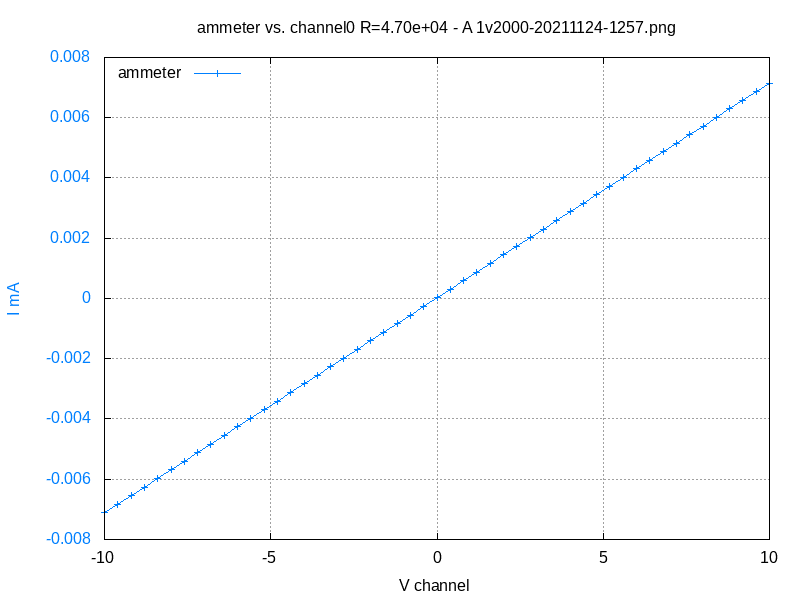 ammeter vs. channel0 R=4.70e+04 - A 1v2000-20211124-1257.png
0.008
ammeter
0.006
0.004
0.002
0
-0.002
-0.004
-0.006
-0.008
I mA
-10 -5 0 5 10
V channel